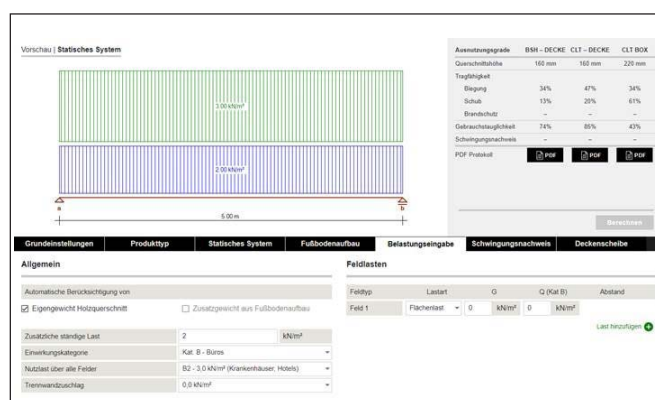 Vorschau | Statisches System
3.00 kN/m²
2.00 kN/m²
a
b
5.00 m
Ausnutzungsgrade BSH – DECKE CLT – DECKE CLT BOX
Querschnittshöhe 160 mm 160 mm 220 mm
Tragfähigkeit
Biegung 34% 47% 34%
Schub 13% 20% 61%
Brandschutz – – –
Gebrauchstauglichkeit 74% 85% 43%
Schwingungsnachweis – – –
PDF Protokoll PDF PDF PDF
Berechnen
Grundeinstellungen Produkttyp Statisches System Fußbodenaufbau Belastungseingabe Schwingungsnachweis Deckenscheibe
Allgemein
Automatische Berücksichtigung von
Eigengewicht Holzquerschnitt Zusatzgewicht aus Fußbodenaufbau
Zusätzliche ständige Last 2 kN/m²
Einwirkungskategorie Kat. B - Büros
Nutzlast über alle Felder B2 - 3,0 kN/m² (Krankenhäuser, Hotels)
Trennwandzuschlag 0,0 kN/m²
Feldlasten
Feldtyp Lastart G Q (Kat B) Abstand
Feld 1 Flächenlast 0 kN/m² 0 kN/m²
Last hinzufügen